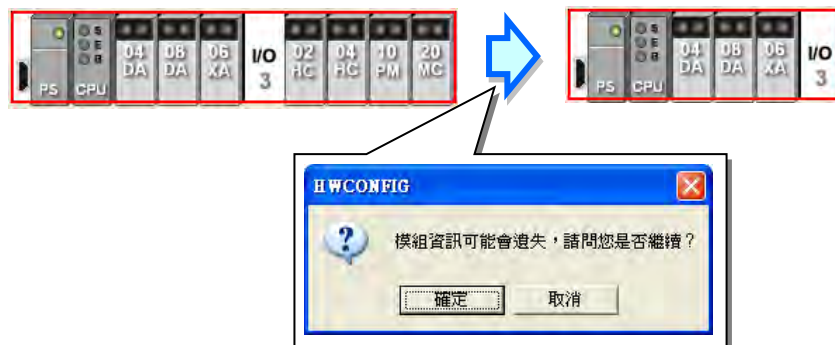 PS CPU S E B 04 DA 08 DA 06 XA I/O 3 02 HC 04 HC 10 PM 20 MC
PS CPU S E B 04 DA 08 DA 06 XA I/O 3
HWCONFIG
模組資訊可能會遺失，請問您是否繼續？
確定 取消